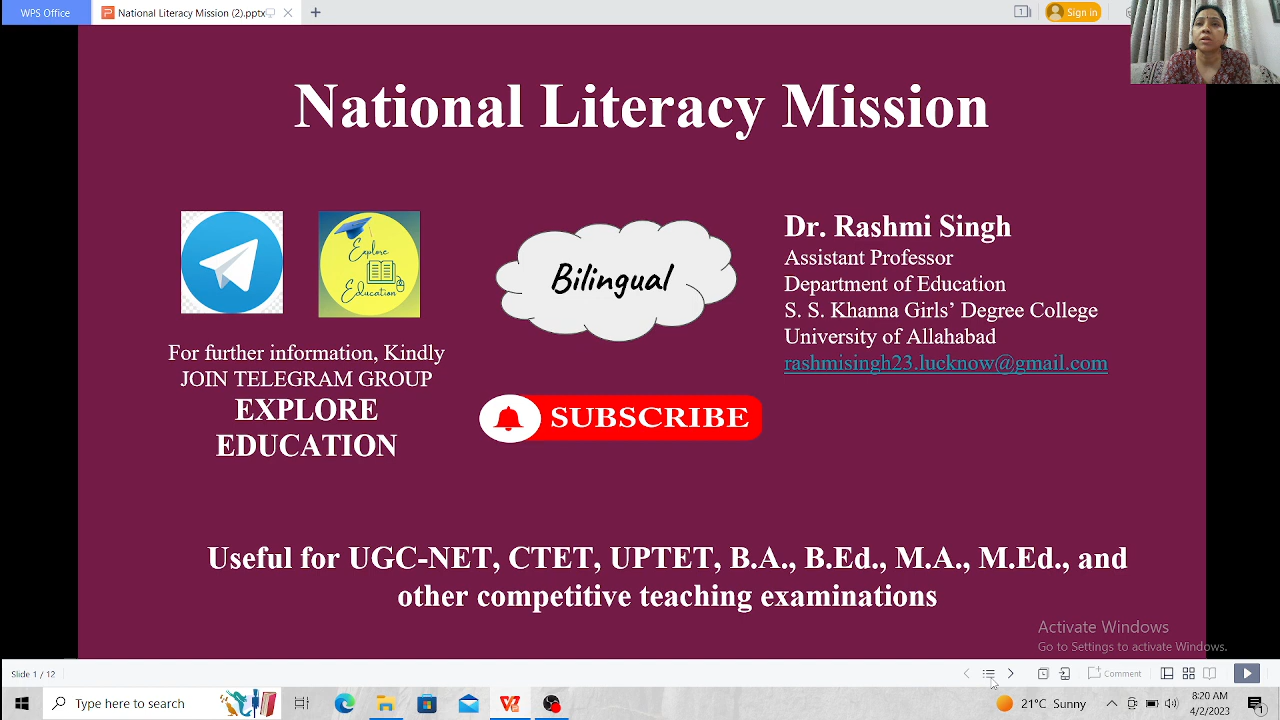 WPS Office
National Literacy Mission (2).pptx
Sign in
National Literacy Mission
Explore
Education
Bilingual
Dr. Rashmi Singh
Assistant Professor
Department of Education
S. S. Khanna Girls' Degree College
University of Allahabad
rashmisingh23.lucknow@gmail.com
For further information, Kindly
JOIN TELEGRAM GROUP
EXPLORE
EDUCATION
SUBSCRIBE
Useful for UGC-NET, CTET, UPTET, B.A., B.Ed., M.A., M.Ed., and
other competitive teaching examinations
Activate Windows
Go to Settings to activate Windows.
Slide 1 / 12
Comment
Type here to search
21°C Sunny
8:20 AM
4/2/2023